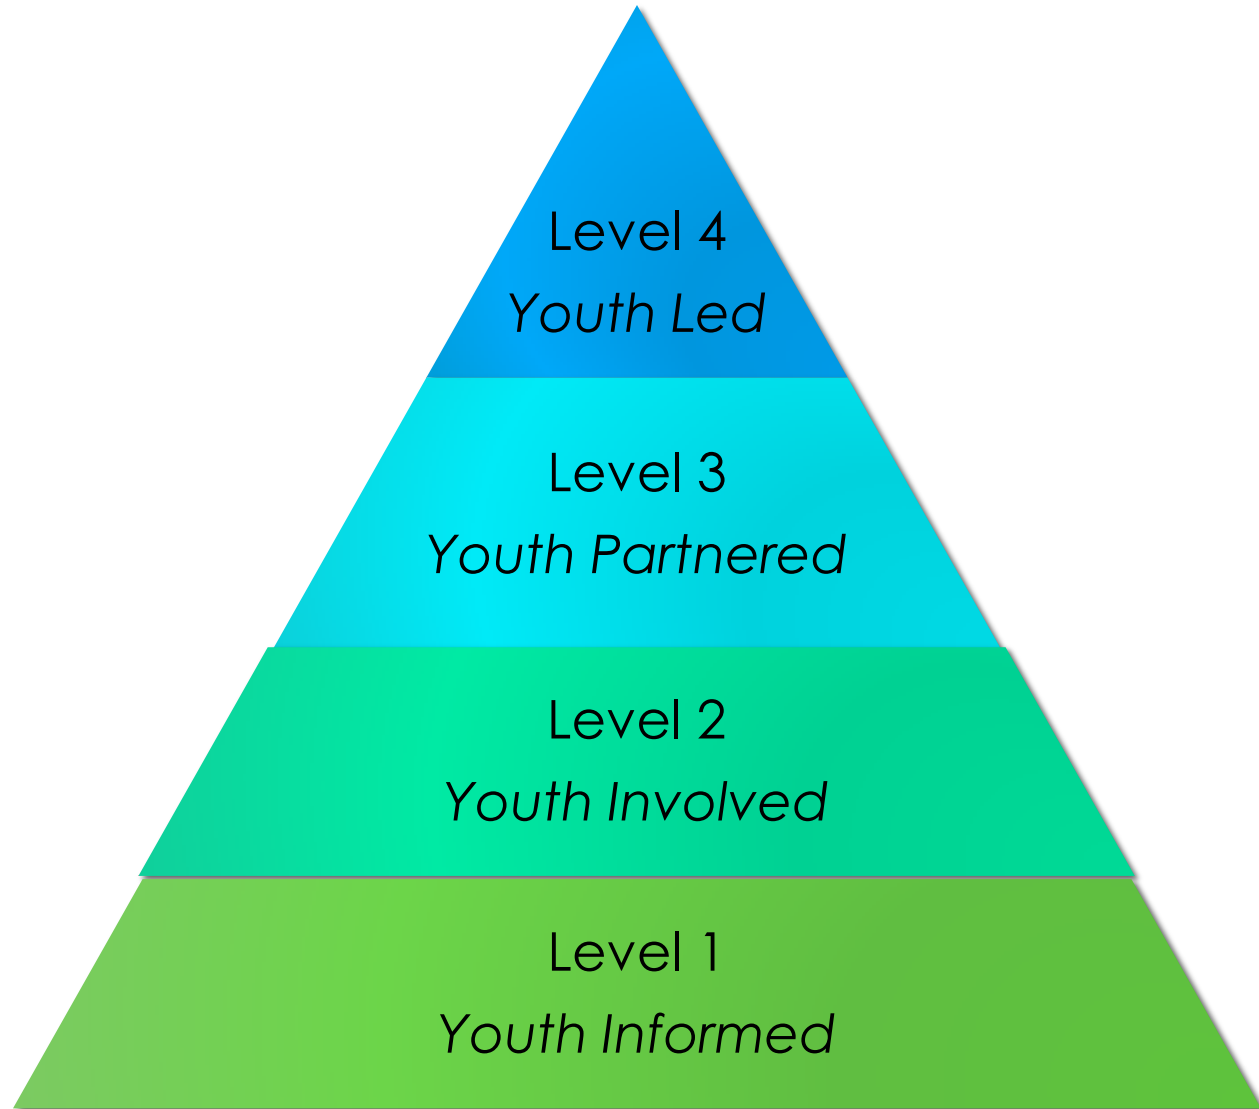 Level 4
Youth Led
Level 3
Youth Partnered
Level 2
Youth Involved
Level 1
Youth Informed